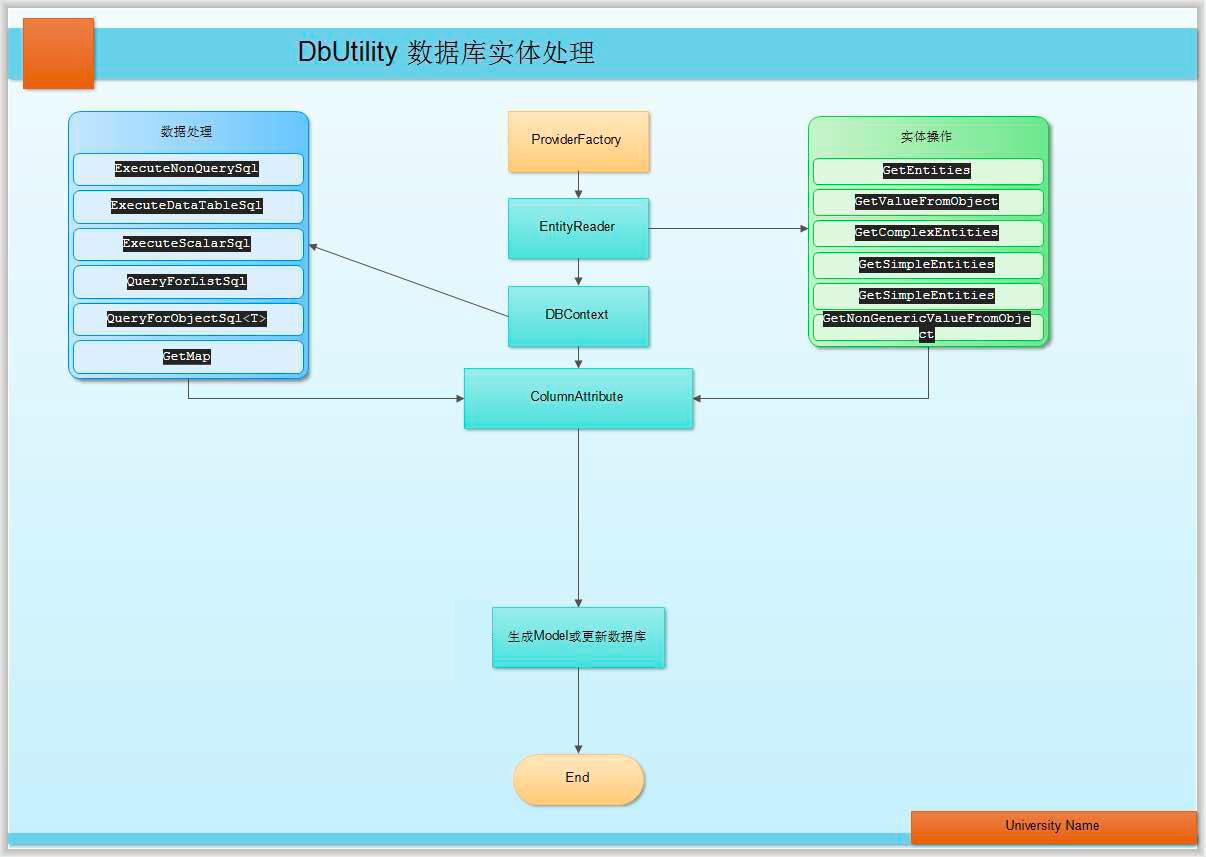 DbUtility 数据库实体处理
数据处理
ExecuteNonQuerySql
ExecuteDataTableSql
ExecuteScalarSql
QueryForListSql
QueryForObjectSql<T>
GetMap
ProviderFactory
EntityReader
DBContext
ColumnAttribute
实体操作
GetEntities
GetValueFromObject
GetComplexEntities
GetSimpleEntities
GetSimpleEntities
GetNonGenericValueFromObje
ct
生成Model或更新数据库
End
University Name